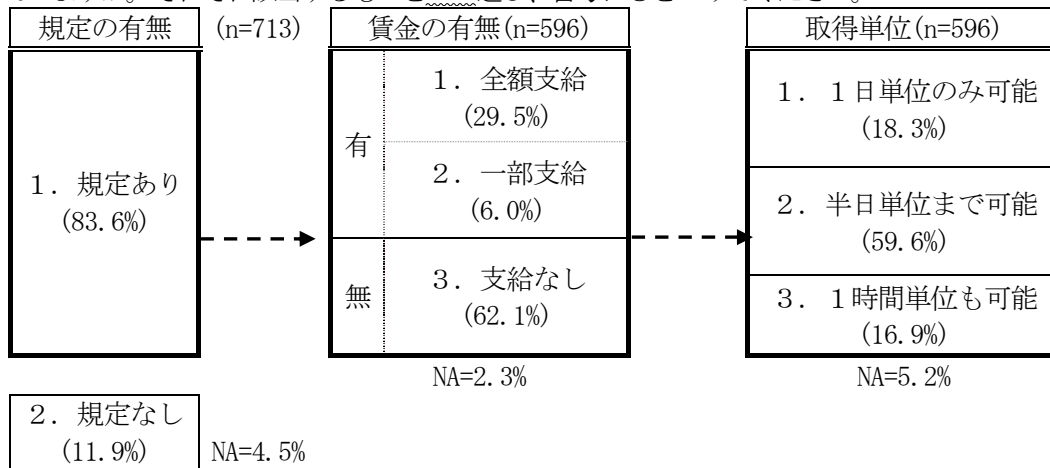 規定の有無 (n=713) 賃金の有無(n=596) 取得単位(n=596)
1. 規定あり
(83.6%)
有
1. 全額支給
(29.5%)
2. 一部支給
(6.0%)
無
3. 支給なし
(62.1%)
NA=2.3%
1. 1日単位のみ可能
(18.3%)
2. 半日単位まで可能
(59.6%)
3. 1時間単位も可能
(16.9%)
NA=5.2%
2. 規定なし
(11.9%) NA=4.5%